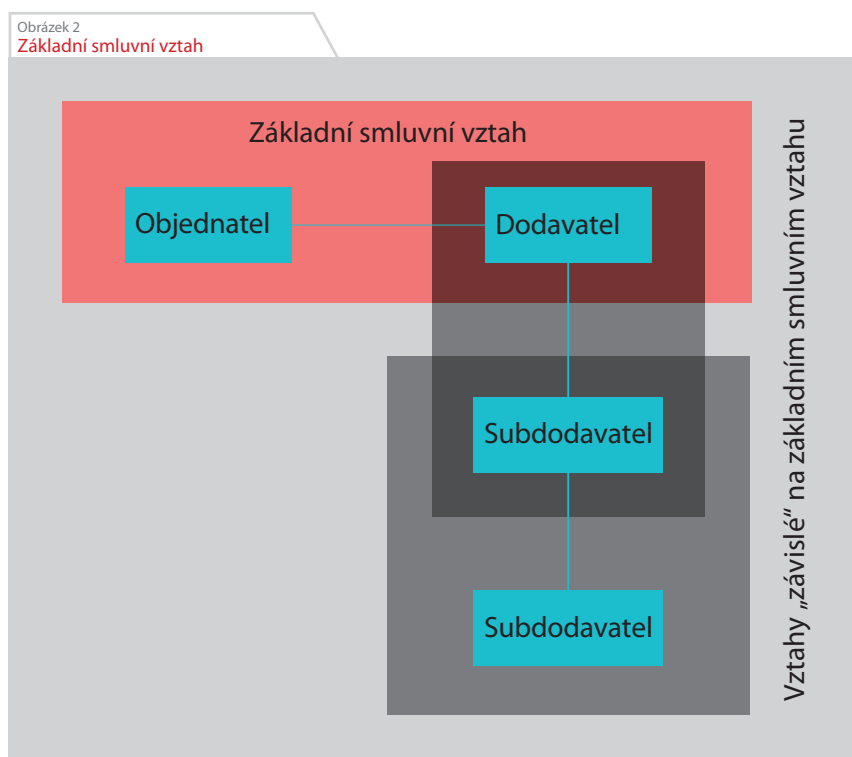 Obrázek 2
Základní smluvní vztah
Základní smluvní vztah
Objednatel
Dodavatel
Subdodavatel
Subdodavatel
Vztahy „závislé“ na základním smluvním vztahu